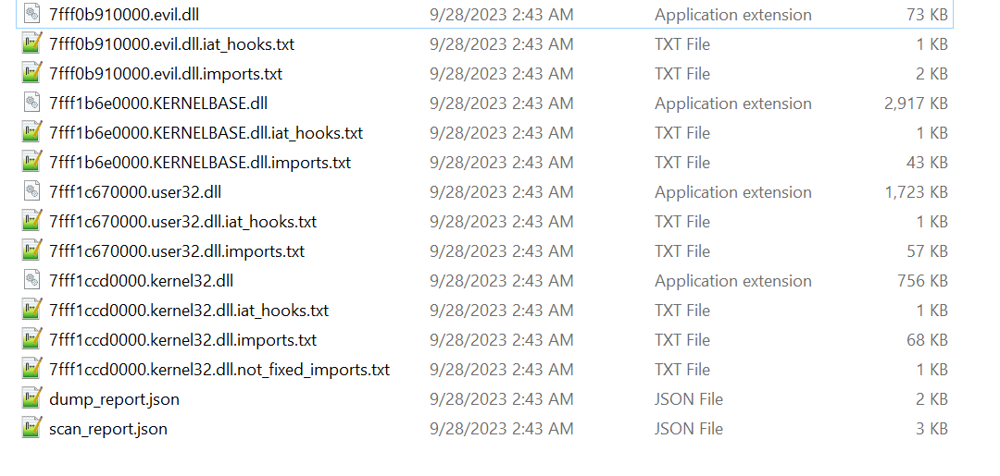 7fff0b910000.evil.dll 9/28/2023 2:43 AM Application extension 73 KB
7fff0b910000.evil.dll.iat_hooks.txt 9/28/2023 2:43 AM TXT File 1 KB
7fff0b910000.evil.dll.imports.txt 9/28/2023 2:43 AM TXT File 2 KB
7fff1b6e0000.KERNELBASE.dll 9/28/2023 2:43 AM Application extension 2,917 KB
7fff1b6e0000.KERNELBASE.dll.iat_hooks.txt 9/28/2023 2:43 AM TXT File 1 KB
7fff1b6e0000.KERNELBASE.dll.imports.txt 9/28/2023 2:43 AM TXT File 43 KB
7fff1c670000.user32.dll 9/28/2023 2:43 AM Application extension 1,723 KB
7fff1c670000.user32.dll.iat_hooks.txt 9/28/2023 2:43 AM TXT File 1 KB
7fff1c670000.user32.dll.imports.txt 9/28/2023 2:43 AM TXT File 57 KB
7fff1ccd0000.kernel32.dll 9/28/2023 2:43 AM Application extension 756 KB
7fff1ccd0000.kernel32.dll.iat_hooks.txt 9/28/2023 2:43 AM TXT File 1 KB
7fff1ccd0000.kernel32.dll.imports.txt 9/28/2023 2:43 AM TXT File 68 KB
7fff1ccd0000.kernel32.dll.not_fixed_imports.txt 9/28/2023 2:43 AM TXT File 1 KB
dump_report.json 9/28/2023 2:43 AM JSON File 2 KB
scan_report.json 9/28/2023 2:43 AM JSON File 3 KB